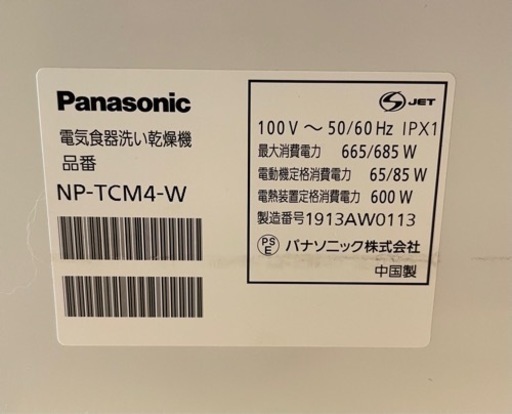 Panasonic
電気食器洗い乾燥機
品番
NP-TCM4-W
JET
100 V ～ 50/60 Hz IPX1
最大消費電力 665/685 W
電動機定格消費電力 65/85 W
電熱装置定格消費電力 600 W
製造番号1913AW0113
PS
E
パナソニック株式会社
中国製